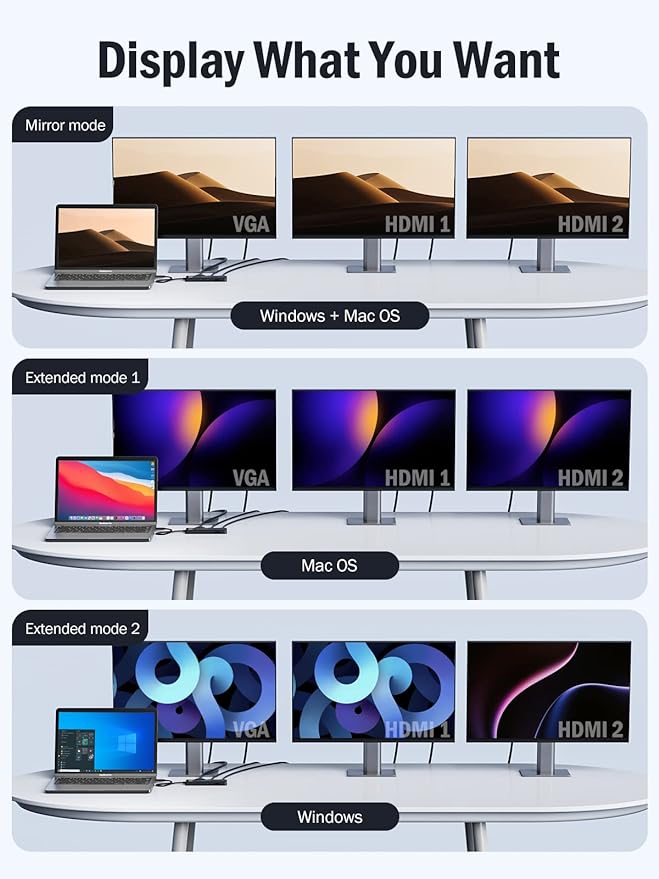 Display What You Want
Mirror mode
VGA
HDMI 1
HDMI 2
Windows + Mac OS
Extended mode 1
VGA
HDMI 1
HDMI 2
Mac OS
Extended mode 2
VGA
HDMI 1
HDMI 2
Windows